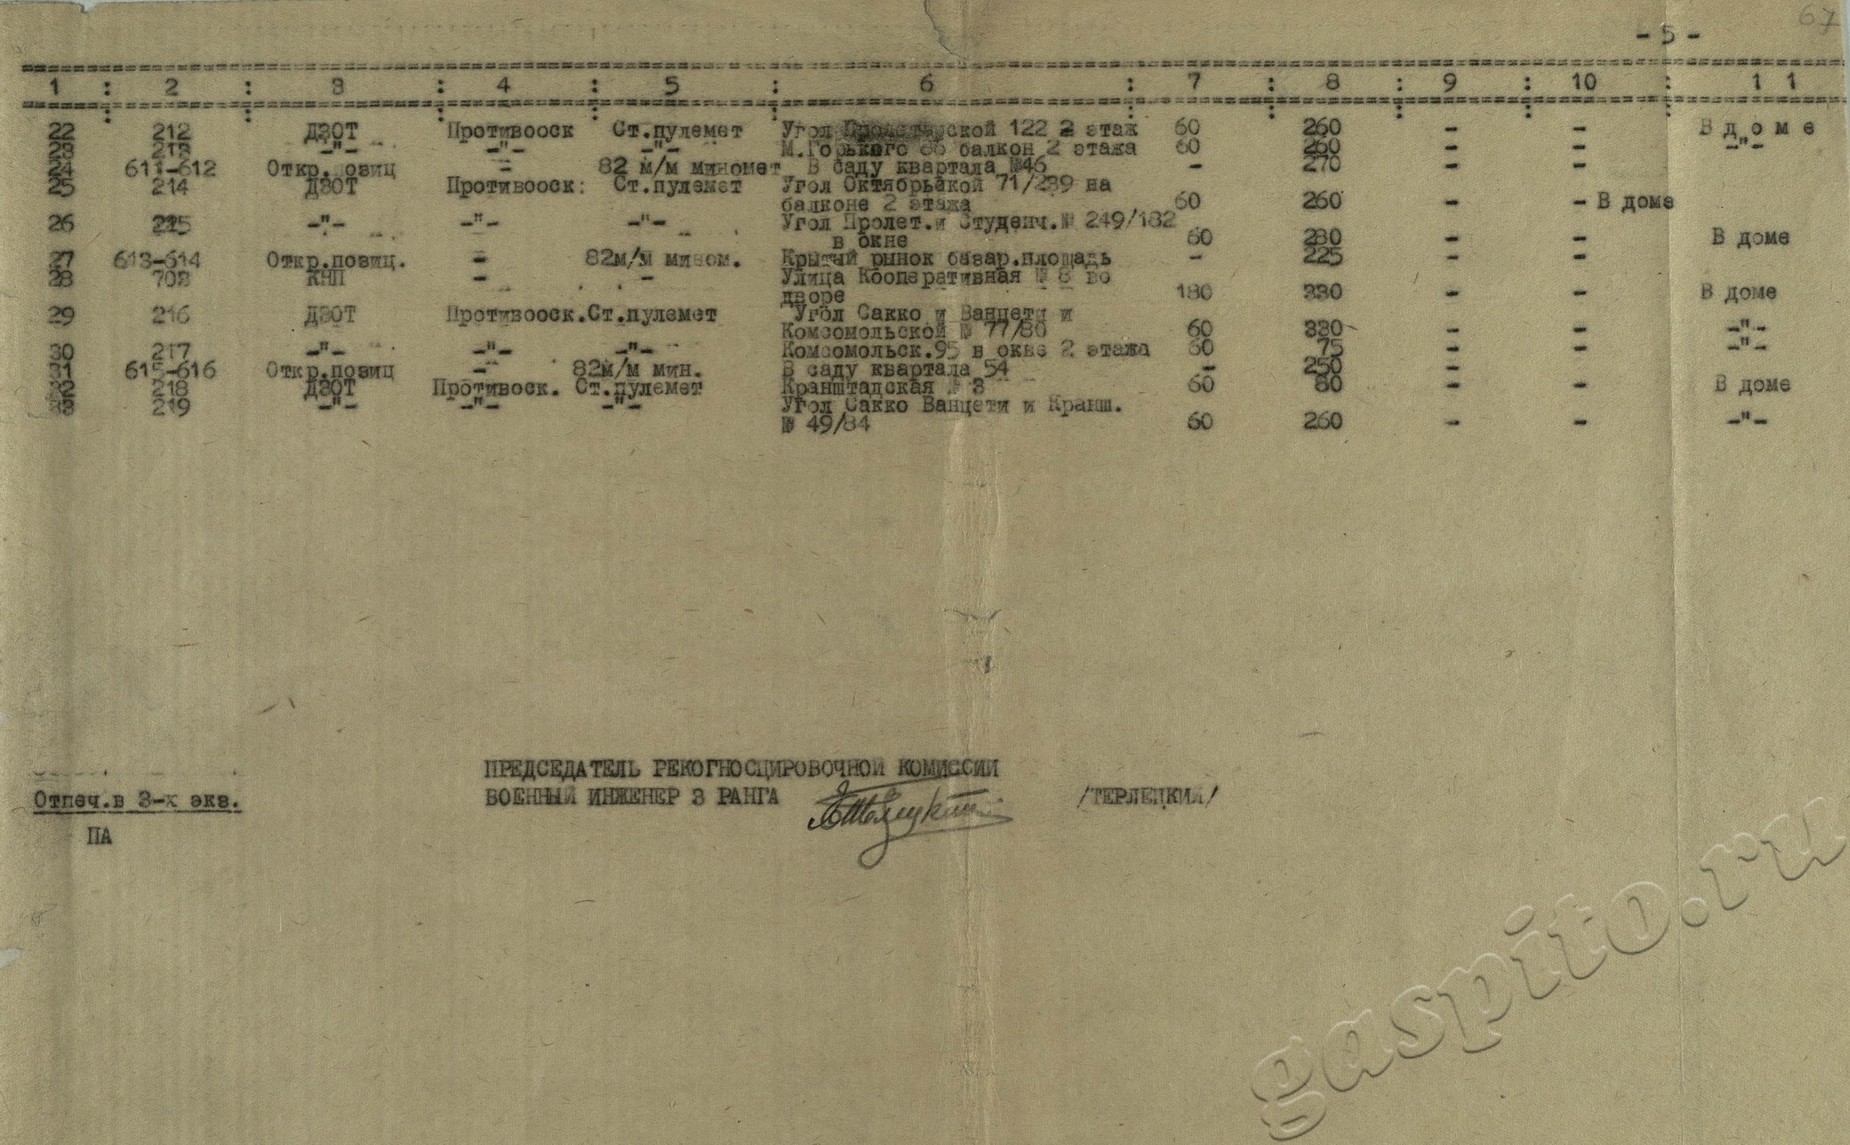 67
- 5 -
1 : 2 : 3 : 4 : 5 : 6 : 7 : 8 : 9 : 10 : 11
22 212 ДЗОТ Противооск Ст.пулемет Угол 122 2 этаж 60 260 - - В д о м е
23 213 -"- -"- -"- М.Горького 86 балкон 2 этажа 60 260 - - -"-
24 611-612 Откр.позиц - 82 м/м миномет В саду квартала №46 - 270 - -
25 214 ДЗОТ Противооск: Ст.пулемет Угол Октябрьской 71/239 на
балконе 2 этажа 60 260 - - В доме
26 215 -"- -"- -"- Угол Пролет.и Студенч.№ 249/182
в окне 60 230 - - В доме
27 613-614 Откр.позиц. - 82м/м мином. Крытый рынок базар.площадь - 225 - -
28 702 КНП - - Улица Кооперативная № 8 во
дворе 180 330 - - В доме
29 216 ДЗОТ Противооск.Ст.пулемет Угол Сакко и Ванцети и
Комсомольской № 77/80 60 330 - - -"-
30 217 -"- -"- -"- Комсомольск.95 в окне 2 этажа 60 75 - - -"-
31 615-616 Откр.позиц - 82м/м мин. В саду квартала 54 - 250 - -
32 218 ДЗОТ Противоск. Ст.пулемет Кранштадская № 3 60 80 - - В доме
33 219 -"- -"- -"- Угол Сакко Ванцети и Кранш.
№ 49/84 60 260 - - -"-
ПРЕДСЕДАТЕЛЬ РЕКОГНОСЦИРОВОЧНОЙ КОМИССИИ
Отпеч.в 3-х экз. ВОЕННЫЙ ИНЖЕНЕР 3 РАНГА /ТЕРЛЕЦКИЙ/
ПА
gaspito.ru